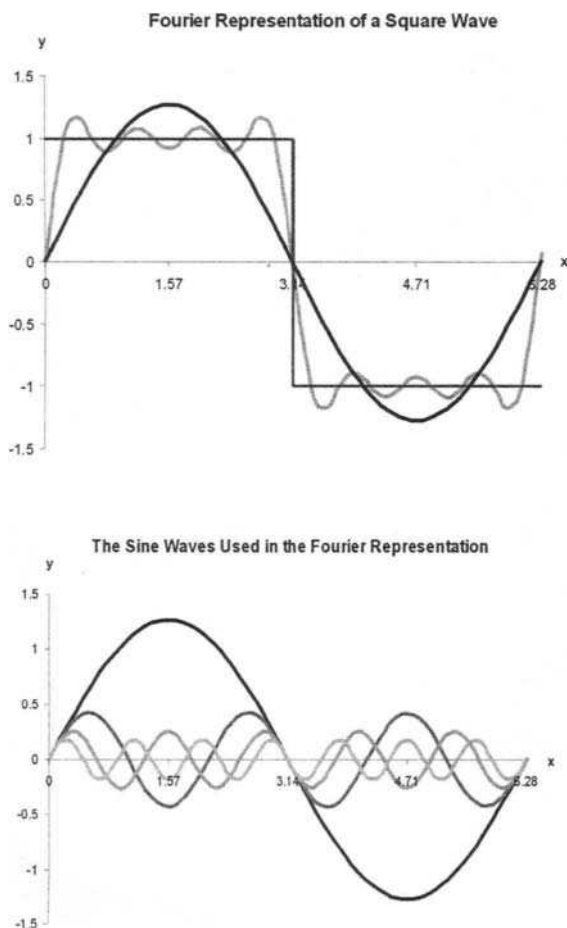 Fourier Representation of a Square Wave
y
1.5
1
0.5
0
x
0 1.57 3.14 4.71 6.28
-0.5
-1
-1.5
The Sine Waves Used in the Fourier Representation
y
1.5
1
0.5
0
x
0 1.57 3.14 4.71 6.28
-0.5
-1
-1.5